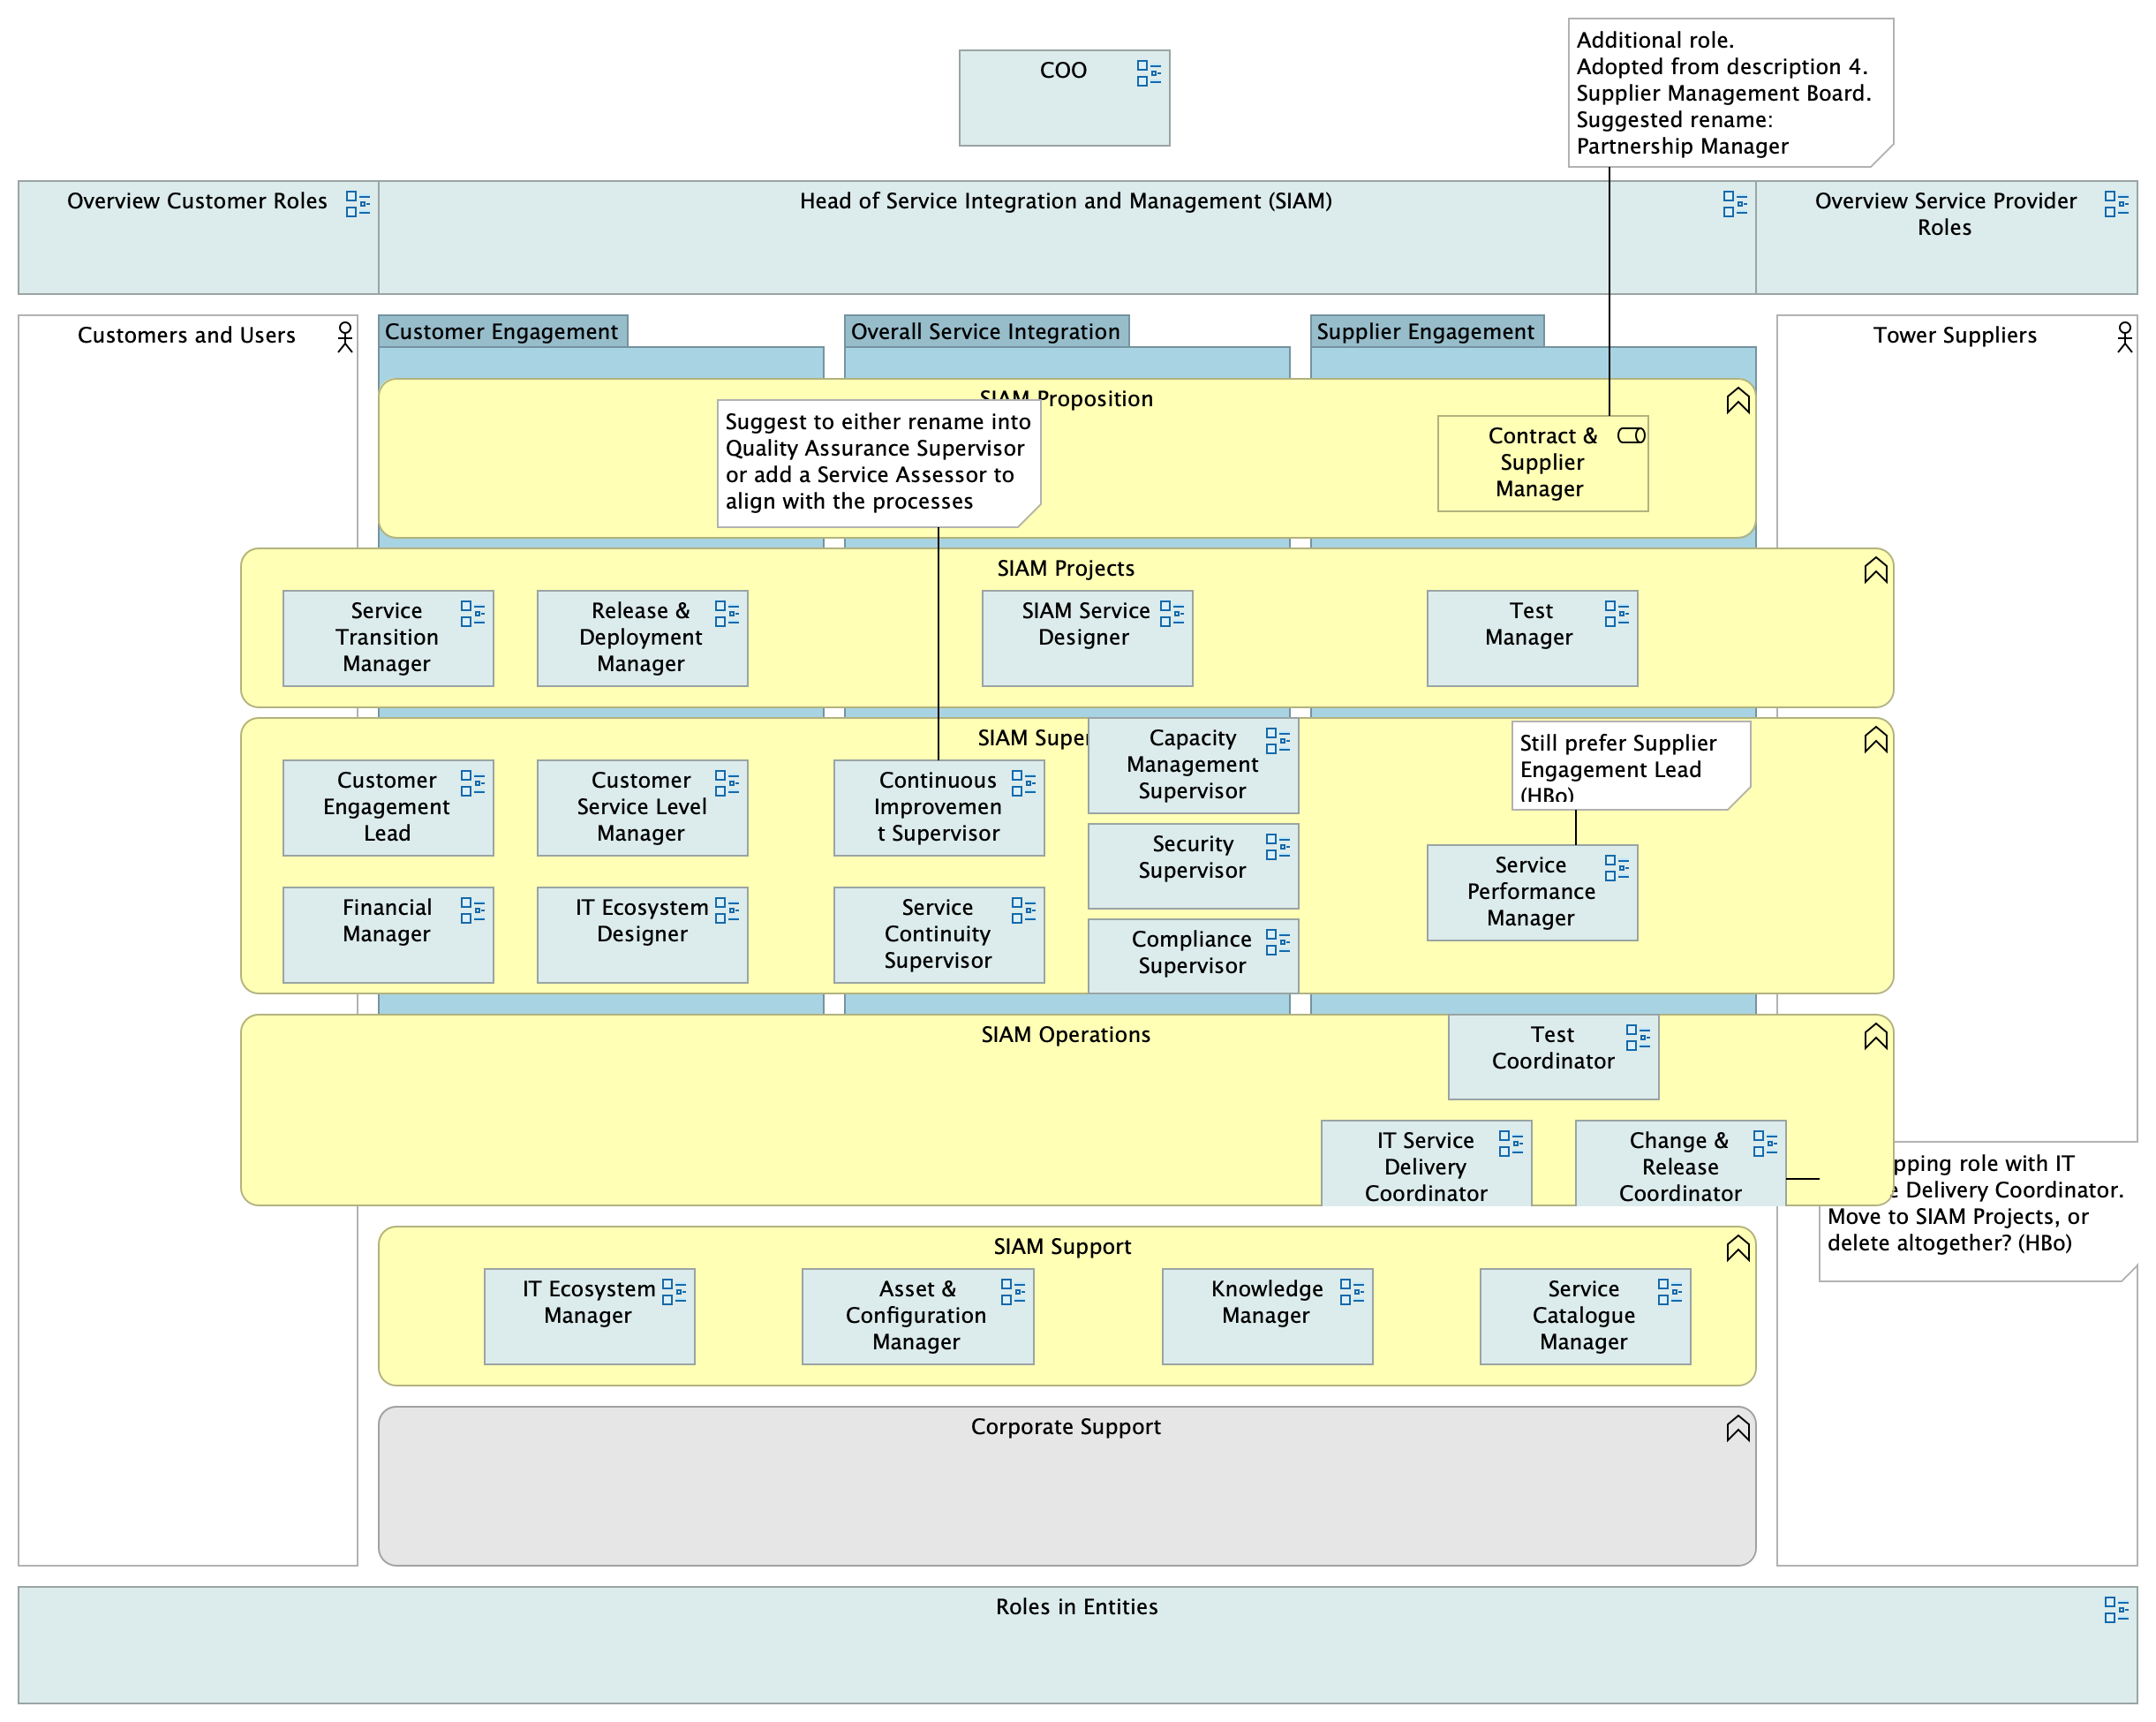 COO
Additional role.
Adopted from description 4.
Supplier Management Board.
Suggested rename:
Partnership Manager
Overview Customer Roles
Head of Service Integration and Management (SIAM)
Overview Service Provider
Roles
Customers and Users
Customer Engagement
Overall Service Integration
Supplier Engagement
Tower Suppliers
SIAM Proposition
Suggest to either rename into
Quality Assurance Supervisor
or add a Service Assessor to
align with the processes
Contract &
Supplier
Manager
SIAM Projects
Service
Transition
Manager
Release &
Deployment
Manager
SIAM Service
Designer
Test
Manager
SIAM
Capacity
Management
Supervisor
Still prefer Supplier
Engagement Lead
(HBo)
Customer
Engagement
Lead
Customer
Service Level
Manager
Continuous
Improvemen
t Supervisor
Security
Supervisor
Service
Performance
Manager
Financial
Manager
IT Ecosystem
Designer
Service
Continuity
Supervisor
Compliance
Supervisor
SIAM Operations
Test
Coordinator
IT Service
Delivery
Coordinator
Change &
Release
Coordinator
role with IT
Delivery Coordinator.
Move to SIAM Projects, or
delete altogether? (HBo)
SIAM Support
IT Ecosystem
Manager
Asset &
Configuration
Manager
Knowledge
Manager
Service
Catalogue
Manager
Corporate Support
Roles in Entities